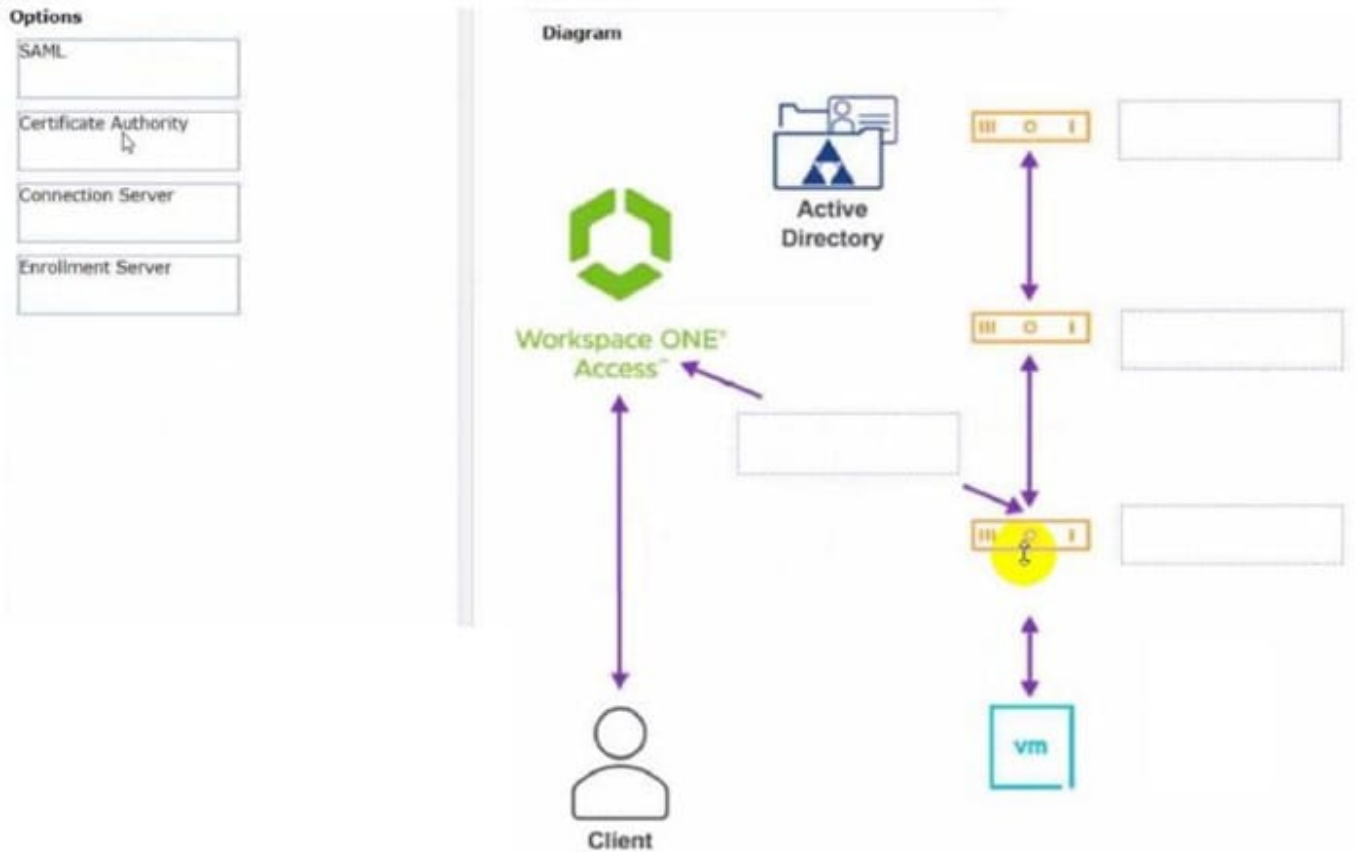 Options
SAML
Certificate Authority
Connection Server
Enrollment Server
Diagram
Active
Directory
Workspace ONE®
Access™
vm
Client